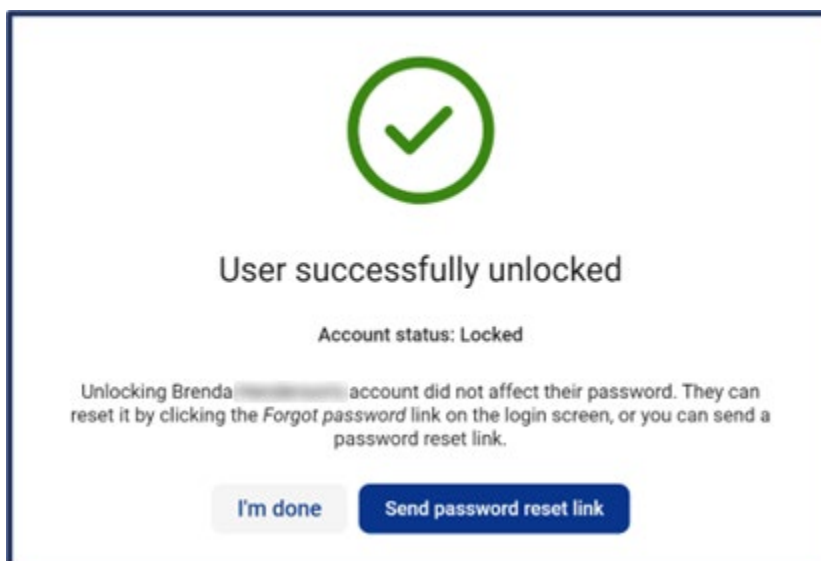 User successfully unlocked
Account status: Locked
Unlocking Brenda account did not affect their password. They can
reset it by clicking the Forgot password link on the login screen, or you can send a
password reset link.
I'm done
Send password reset link